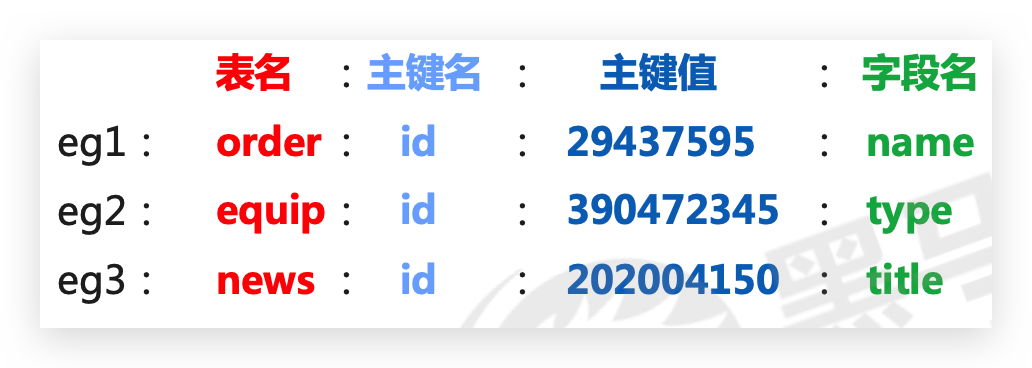 表名 : 主键名 : 主键值 : 字段名
eg1 : order : id : 29437595 : name
eg2 : equip : id : 390472345 : type
eg3 : news : id : 202004150 : title